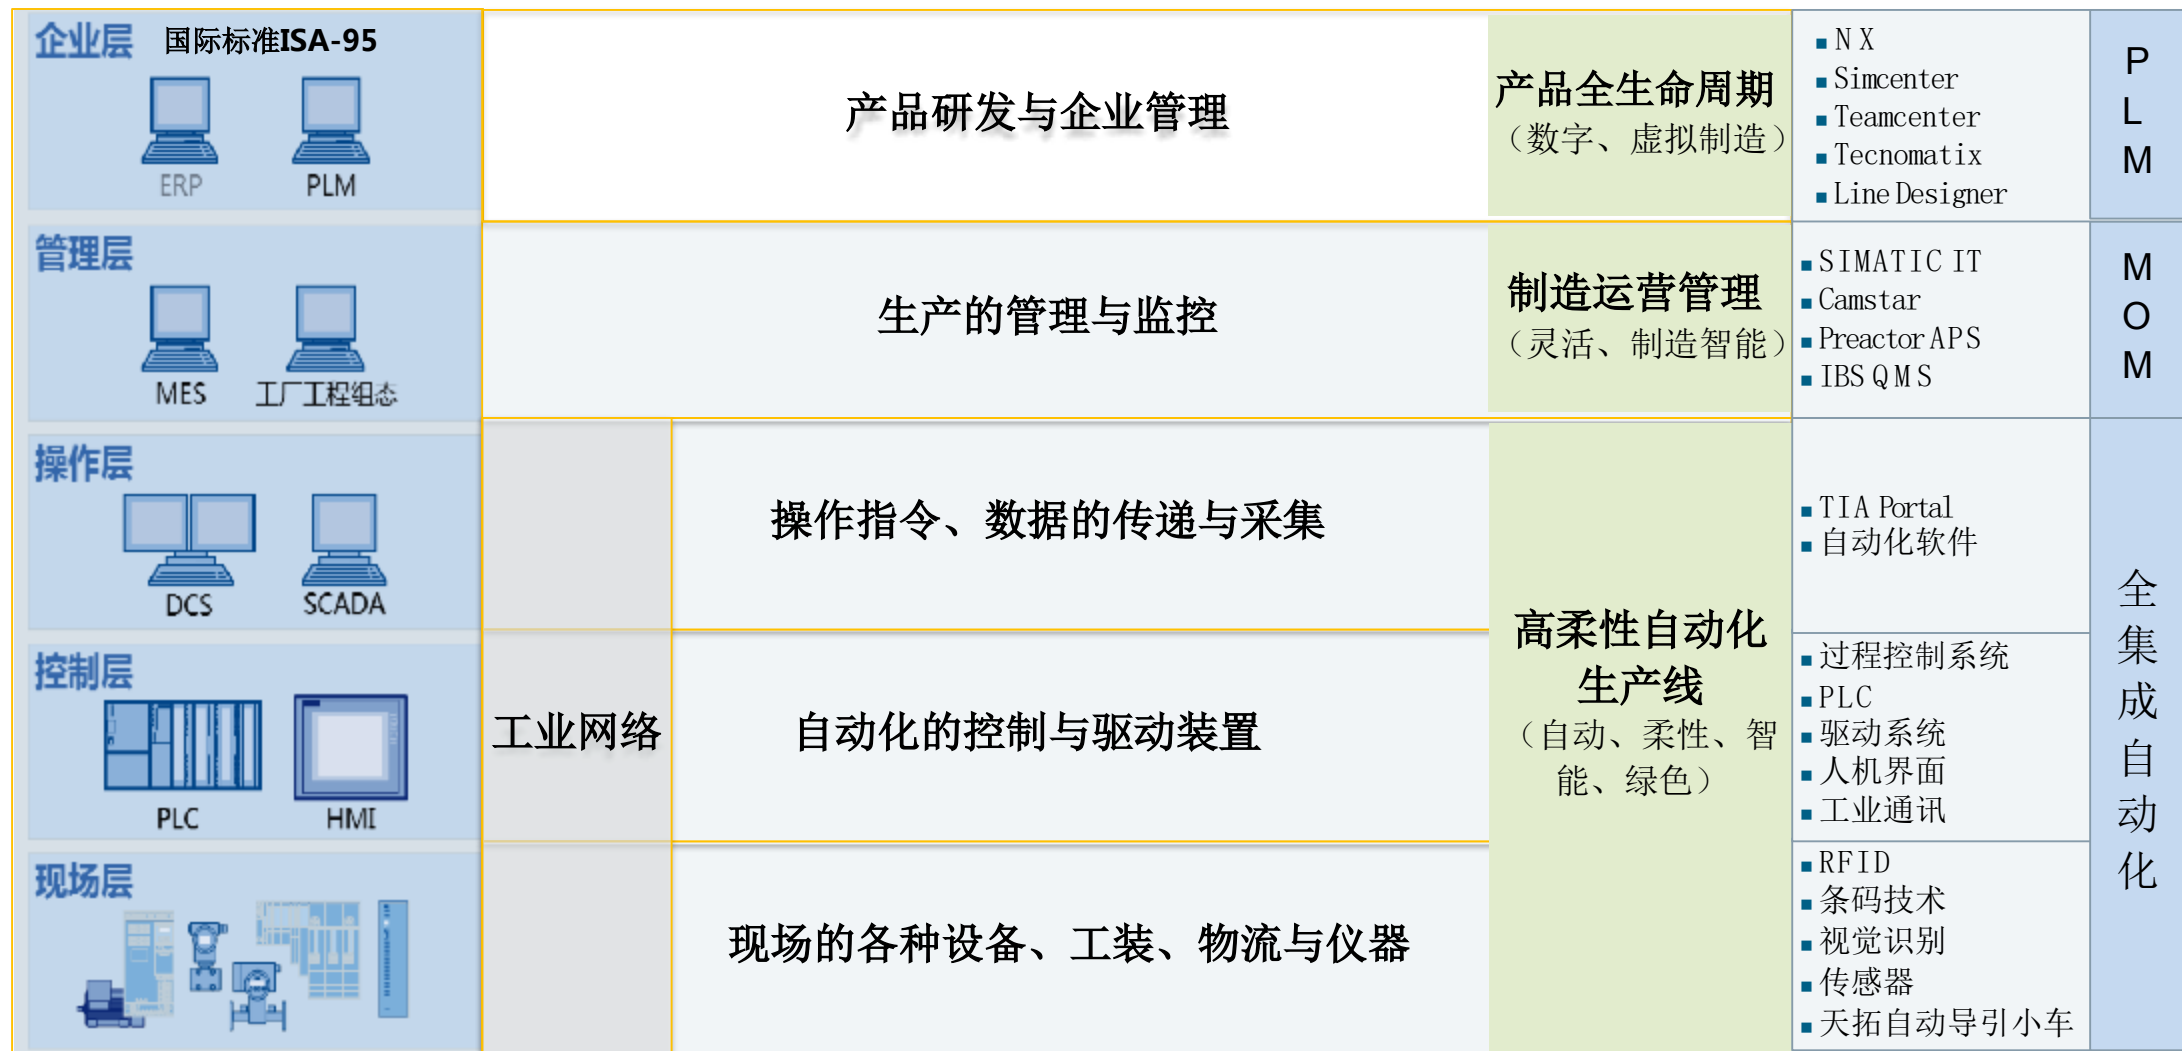 企业层 国际标准ISA-95
ERP PLM
产品研发与企业管理
产品全生命周期
（数字、虚拟制造）
NX
Simcenter
Teamcenter
Tecnomatix
Line Designer
PLM
管理层
MES 工厂工程组态
生产的管理与监控
制造运营管理
（灵活、制造智能）
SIMATIC IT
Camstar
Preactor APS
IBS QMS
MOM
操作层
DCS SCADA
操作指令、数据的传递与采集
TIA Portal
自动化软件
控制层
PLC HMI
工业网络
自动化的控制与驱动装置
高柔性自动化
生产线
（自动、柔性、智
能、绿色）
过程控制系统
PLC
驱动系统
人机界面
工业通讯
全集成自动化
现场层
现场的各种设备、工装、物流与仪器
RFID
条码技术
视觉识别
传感器
天拓自动导引小车